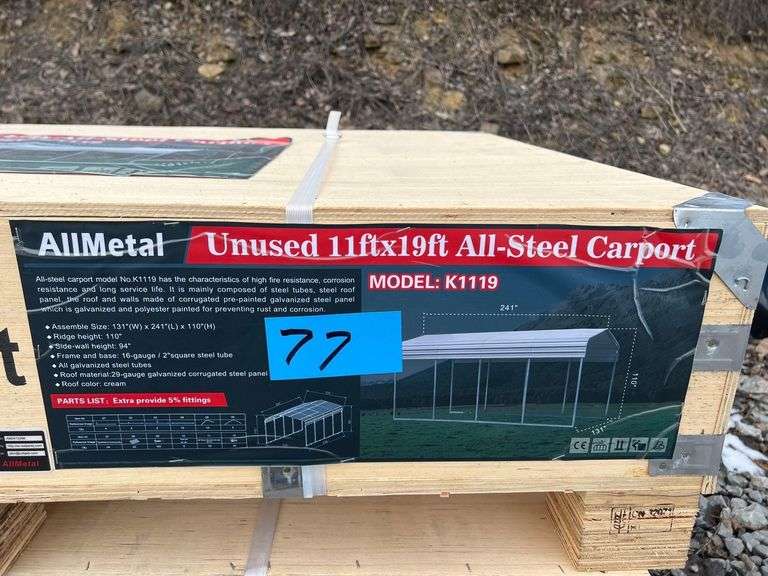 AllMetal
Unused 11ftx19ft All-Steel Carport
All-steel carport model No.K1119 has the characteristics of high fire resistance, corrosion
resistance and long service life. It is mainly composed of steel tubes, steel roof
panel, the roof and walls made of corrugated pre-painted galvanized steel panel
which is galvanized and polyester painted for preventing rust and corrosion.
◆ Assemble Size: 131"(W) x 241"(L) x 110"(H)
◆ Ridge height: 110"
Side-wall height: 94"
◆ Frame and base: 16-gauge / 2"square steel tube
◆ All galvanized steel tubes
◆ Roof material:29-gauge galvanized corrugated steel panel
◆ Roof color: cream
PARTS LIST: Extra provide 5% fittings
77
MODEL: K1119
241"
110"
131"
CE
AllMetal